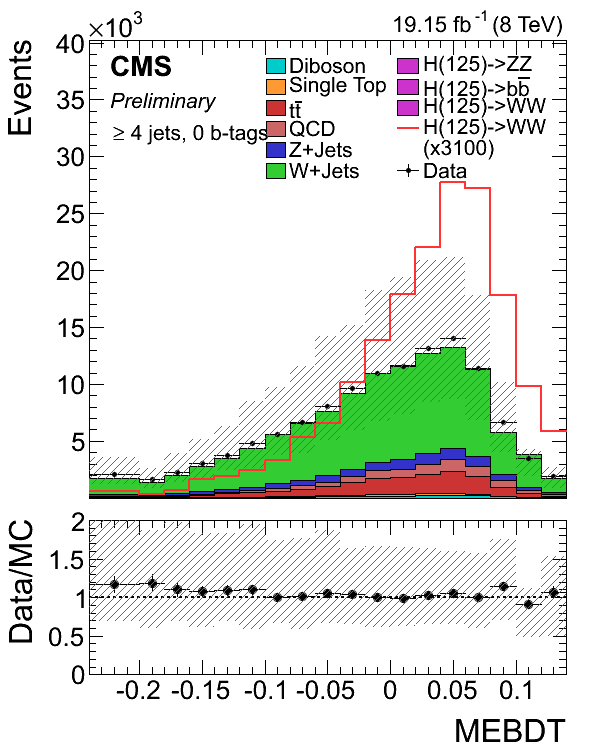 ×10³ 19.15 fb⁻¹ (8 TeV)
Events
40
35
30
25
20
15
10
5
CMS
Preliminary
≥ 4 jets, 0 b-tags
Diboson
Single Top
tt̅
QCD
Z+Jets
W+Jets
H(125)->ZZ̅
H(125)->bb̅
H(125)->WW
H(125)->WW
(x3100)
Data
Data/MC
2
1.5
1
0.5
0
-0.2 -0.15 -0.1 -0.05 0 0.05 0.1
MEBDT